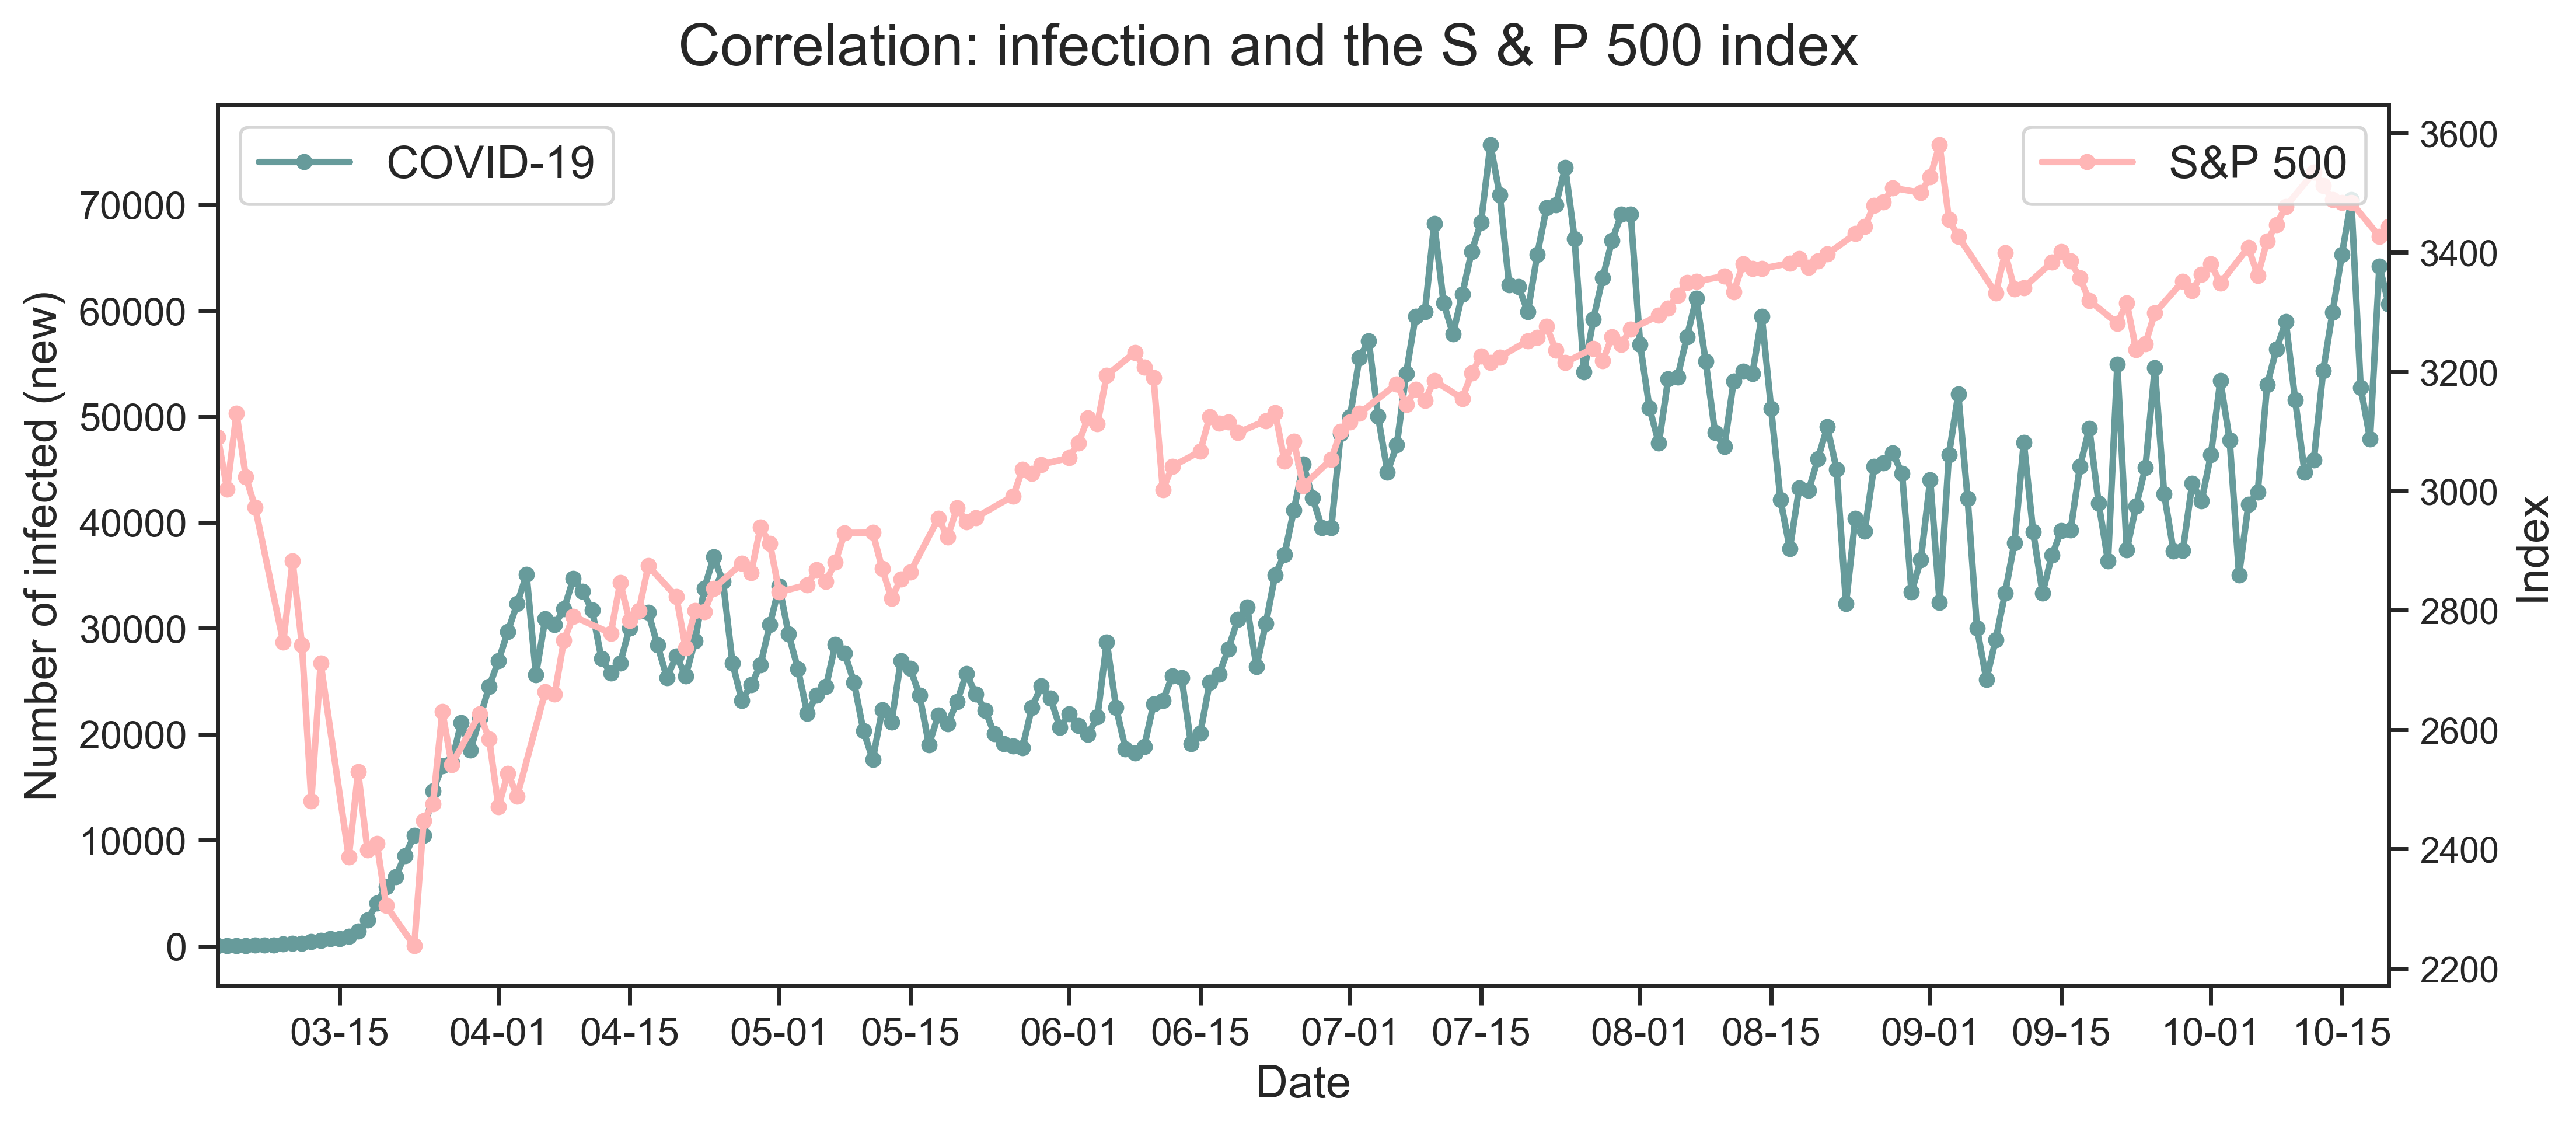 Correlation: infection and the S & P 500 index
COVID-19
S&P 500
Number of infected (new)
70000
60000
50000
40000
30000
20000
10000
0
3600
3400
3200
3000
2800
2600
2400
2200
Index
03-15 04-01 04-15 05-01 05-15 06-01 06-15 07-01 07-15 08-01 08-15 09-01 09-15 10-01 10-15
Date